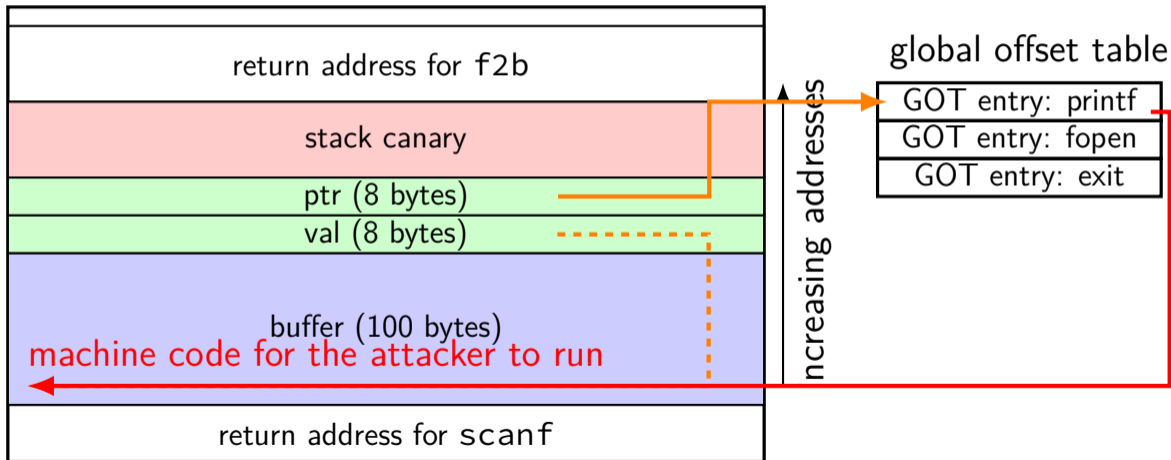 return address for f2b
stack canary
ptr (8 bytes)
val (8 bytes)
buffer (100 bytes)
machine code for the attacker to run
return address for scanf
ncreasing addresses
global offset table
GOT entry: printf
GOT entry: fopen
GOT entry: exit